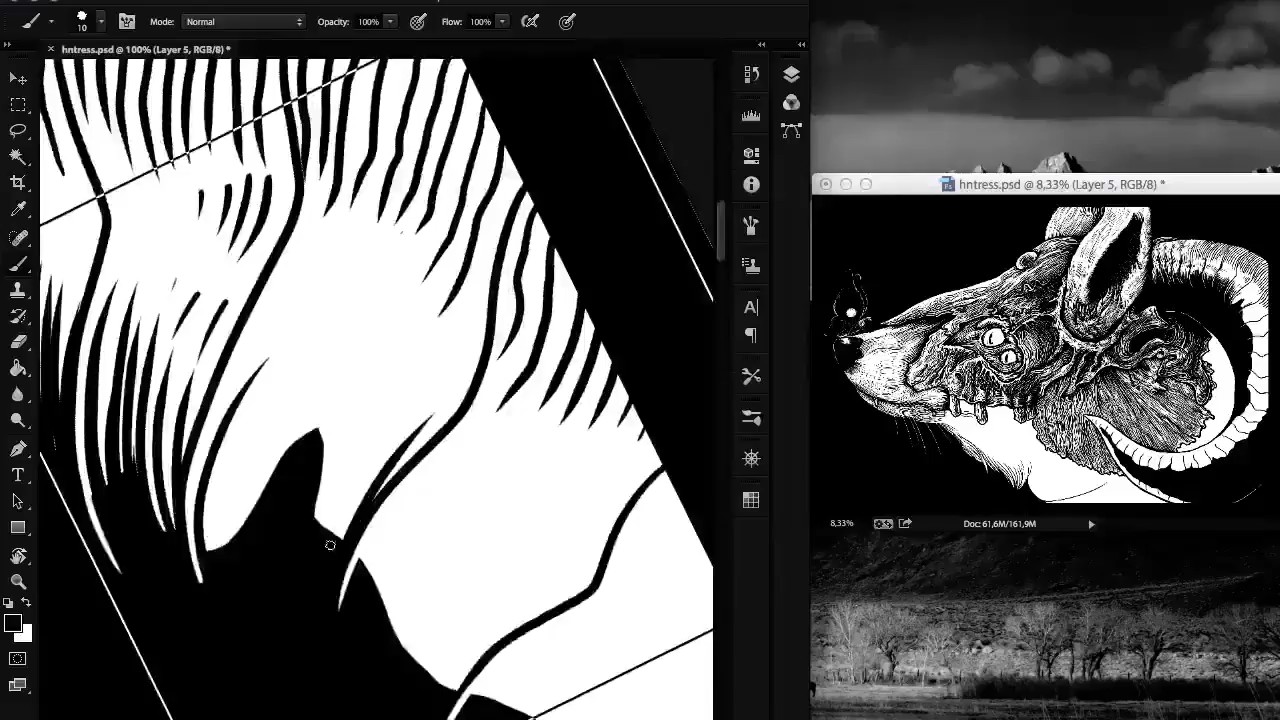 10
Mode: Normal
Opacity: 100%
Flow: 100%
hntress.psd @ 100% (Layer 5, RGB/8) *
hntress.psd @ 8,33% (Layer 5, RGB/8) *
8,33%
Doc: 61,6M/161,9M